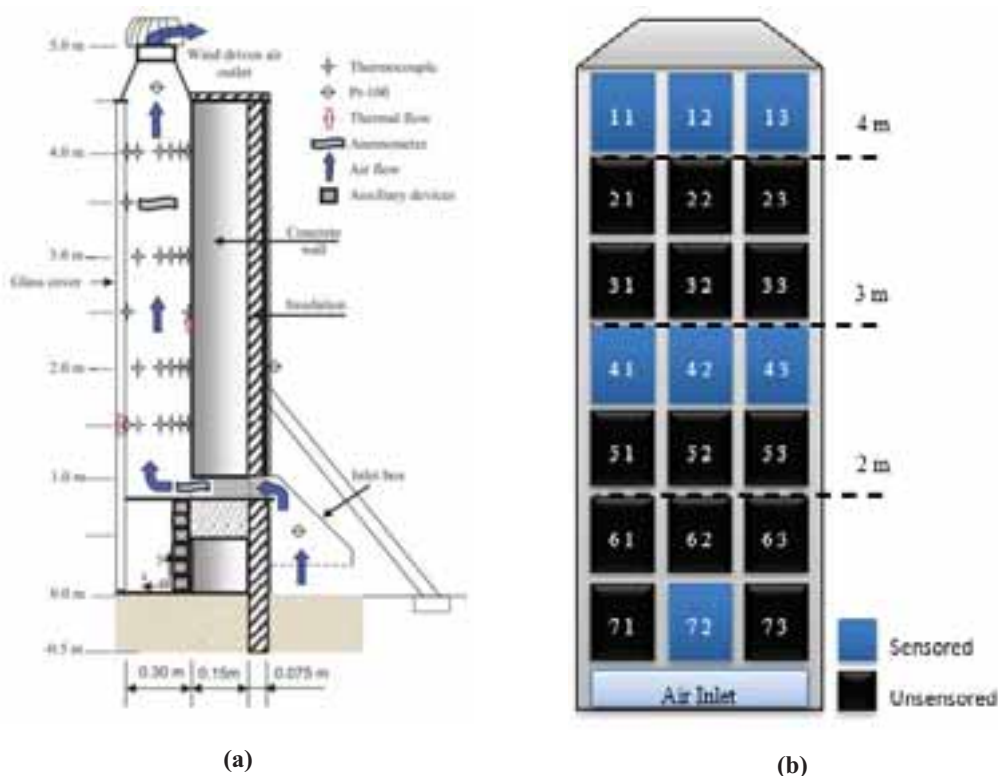 5.0 m
Wind driven air
outlet
Thermocouple
Pt-100
Thermal flow
Anemometer
Air flow
Auxiliary devices
4.0 m
Concrete
wall
3.0 m
Glass cover
Insulation
2.0 m
1.0 m
Inlet box
0.0 m
-0.5 m
0.30 m
0.15m
0.075 m
(a)
11 12 13
4 m
21 22 23
31 32 33
3 m
41 42 43
51 52 53
2 m
61 62 63
71 72 73
Sensored
Unsensored
Air Inlet
(b)